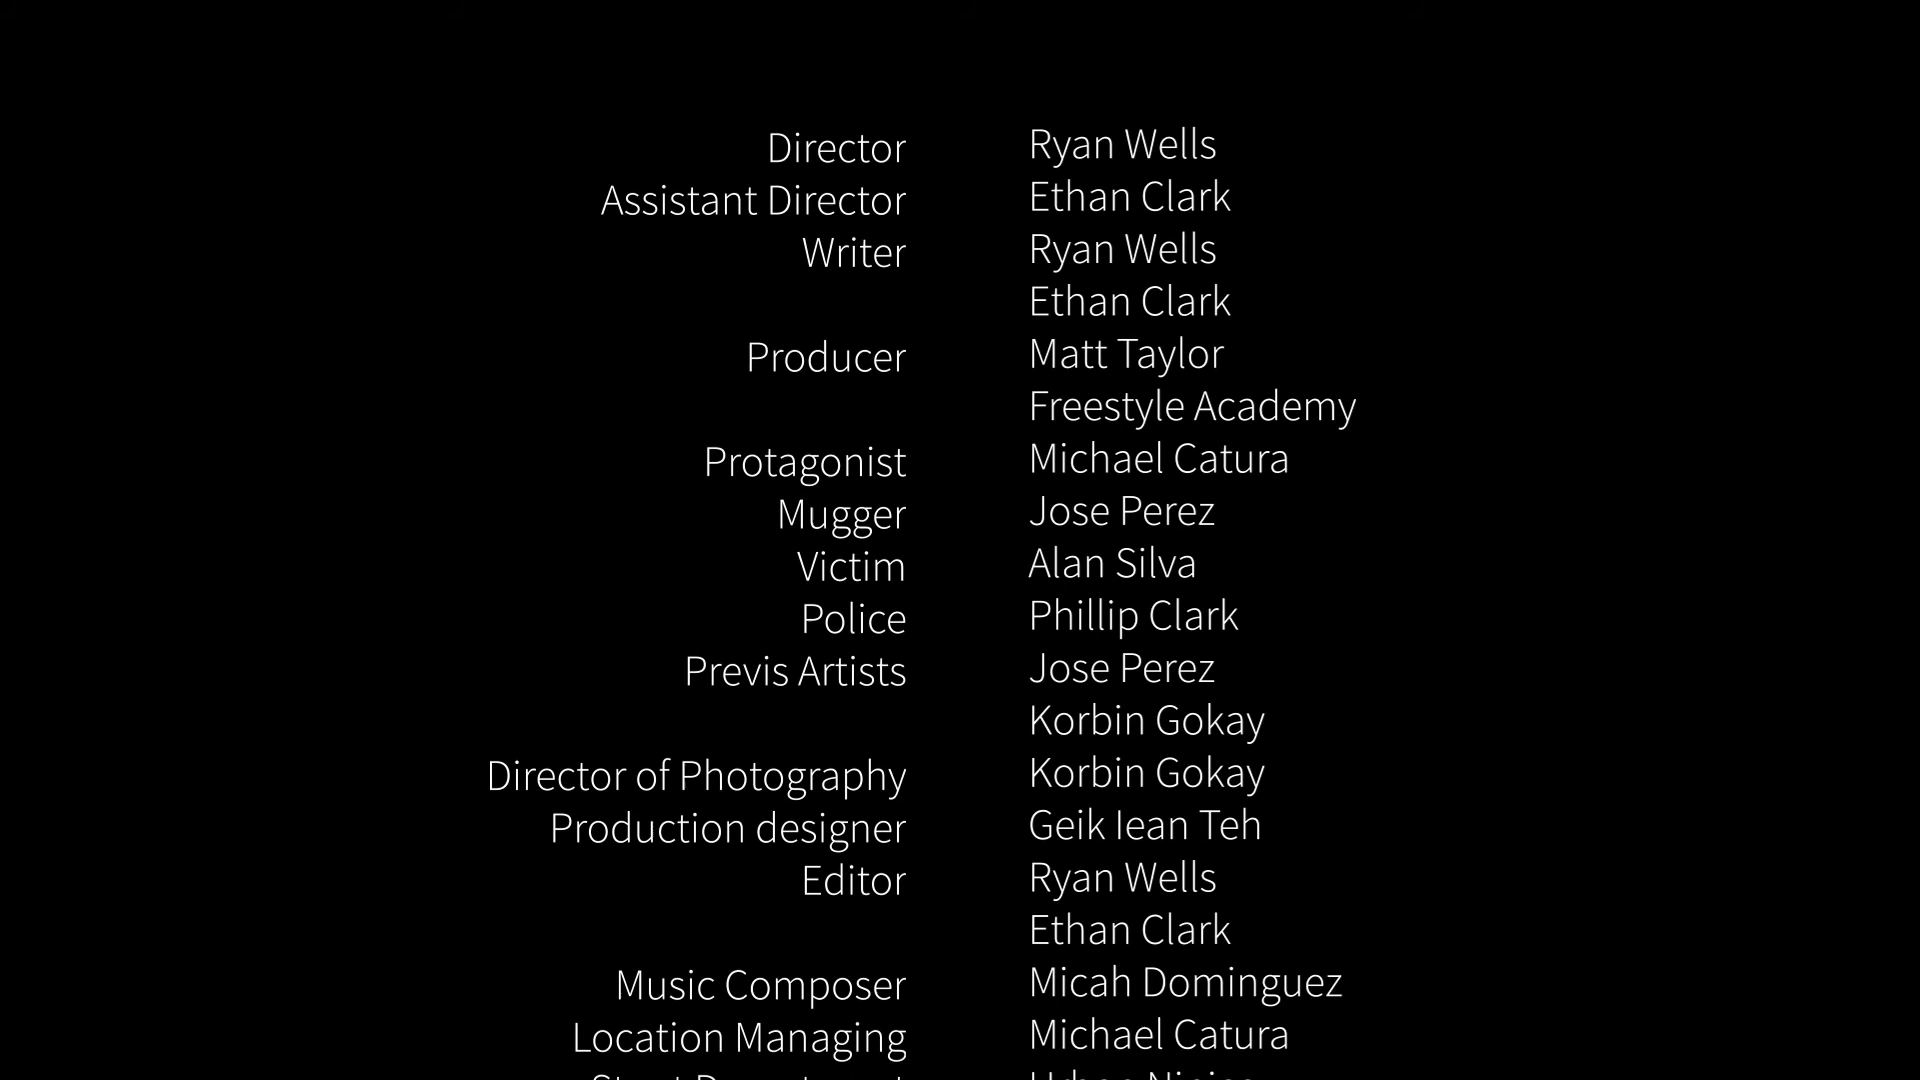 Director Ryan Wells
Assistant Director Ethan Clark
Writer Ryan Wells
Ethan Clark
Producer Matt Taylor
Freestyle Academy
Protagonist Michael Catura
Mugger Jose Perez
Victim Alan Silva
Police Phillip Clark
Previs Artists Jose Perez
Korbin Gokay
Director of Photography Korbin Gokay
Production designer Geik Iean Teh
Editor Ryan Wells
Ethan Clark
Music Composer Micah Dominguez
Location Managing Michael Catura